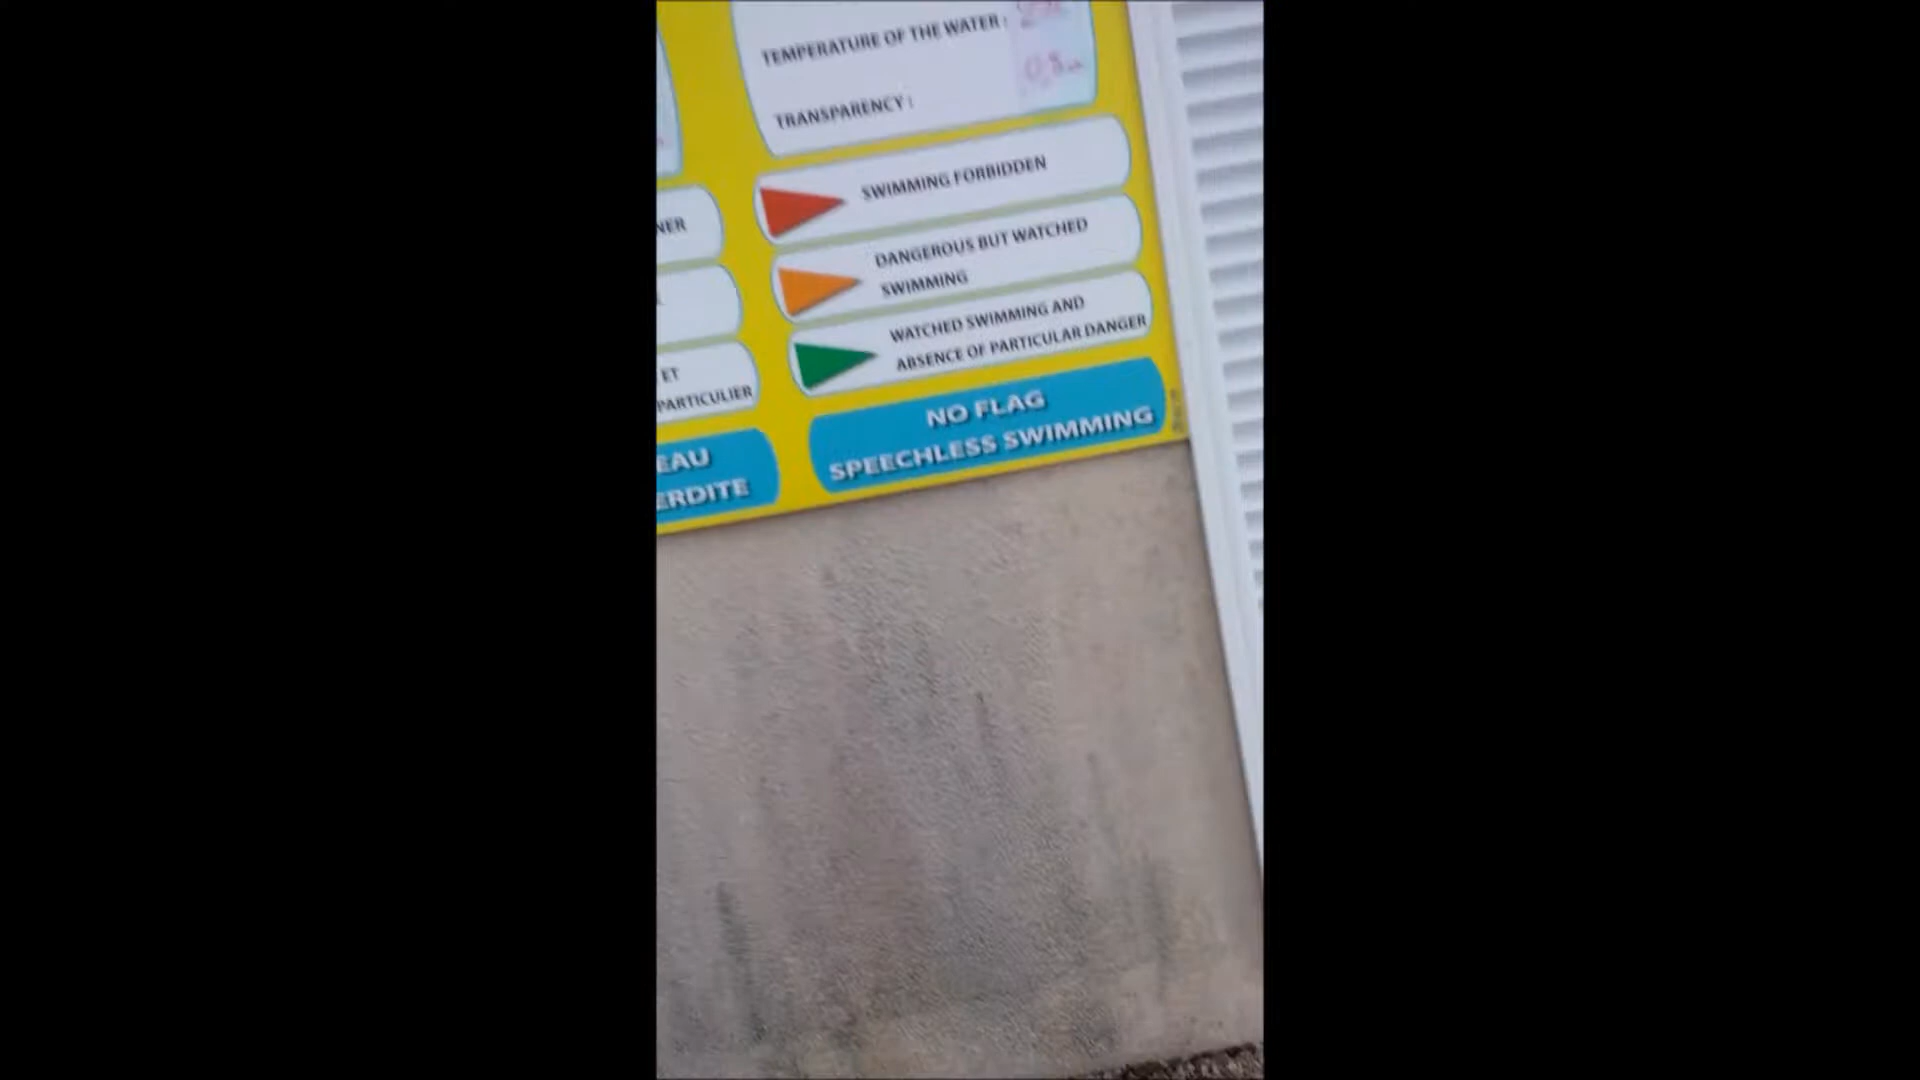 TEMPERATURE OF THE WATER :
TRANSPARENCY :
SWIMMING FORBIDDEN
DANGEROUS BUT WATCHED
SWIMMING
WATCHED SWIMMING AND
ABSENCE OF PARTICULAR DANGER
NO FLAG
SPEECHLESS SWIMMING
NER
ET
PARTICULIER
EAU
ERDITE